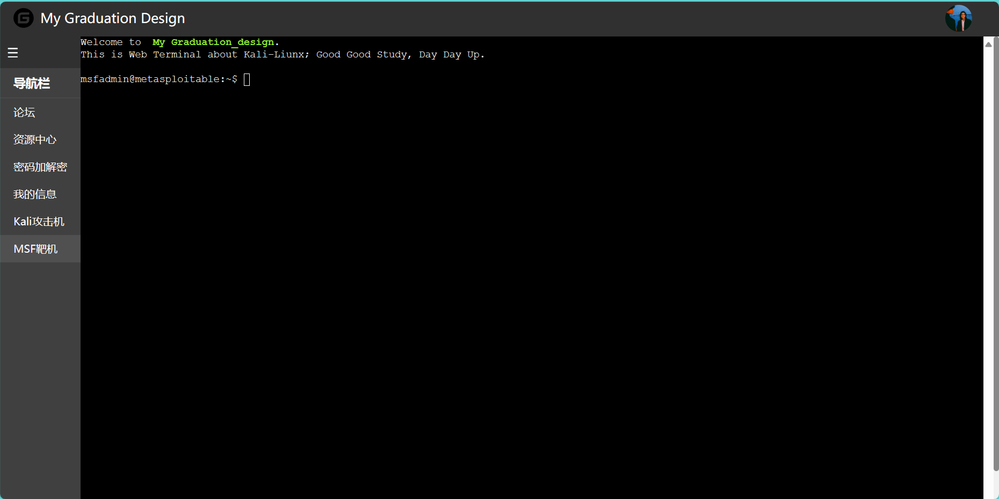 My Graduation Design
☰
导航栏
论坛
资源中心
密码加解密
我的信息
Kali攻击机
MSF靶机
Welcome to  My Graduation_design.
This is Web Terminal about Kali-Liunx; Good Good Study, Day Day Up.
msfadmin@metasploitable:~$